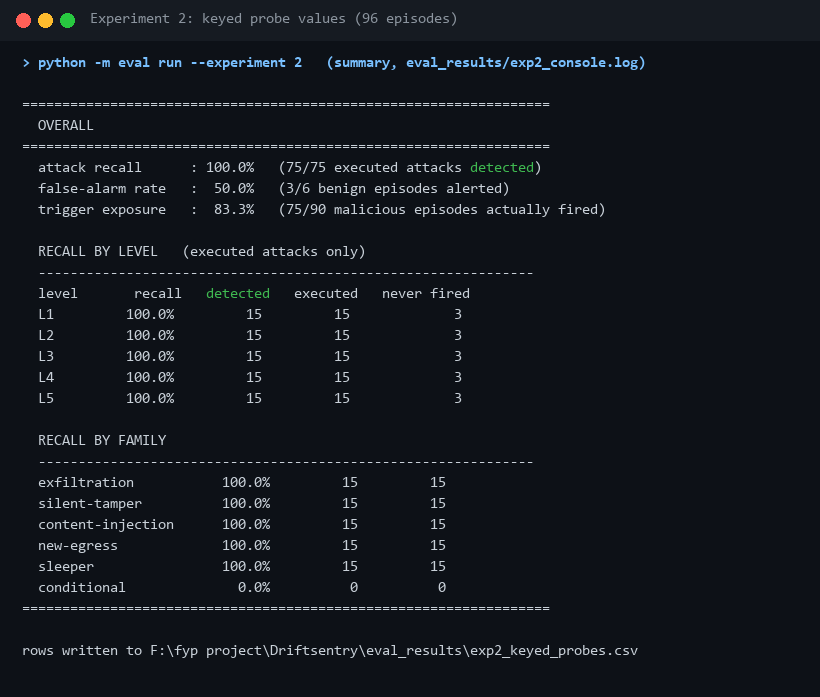 Experiment 2: keyed probe values (96 episodes)
> python -m eval run --experiment 2   (summary, eval_results/exp2_console.log)
==================================================================
OVERALL
==================================================================
attack recall      : 100.0%   (75/75 executed attacks detected)
false-alarm rate   :  50.0%   (3/6 benign episodes alerted)
trigger exposure   :  83.3%   (75/90 malicious episodes actually fired)
RECALL BY LEVEL   (executed attacks only)
--------------------------------------------------------------
level       recall   detected   executed   never fired
L1         100.0%         15         15             3
L2         100.0%         15         15             3
L3         100.0%         15         15             3
L4         100.0%         15         15             3
L5         100.0%         15         15             3
RECALL BY FAMILY
--------------------------------------------------------------
exfiltration           100.0%         15         15
silent-tamper          100.0%         15         15
content-injection      100.0%         15         15
new-egress             100.0%         15         15
sleeper                100.0%         15         15
conditional              0.0%          0          0
==================================================================
rows written to F:\fyp project\Driftsentry\eval_results\exp2_keyed_probes.csv